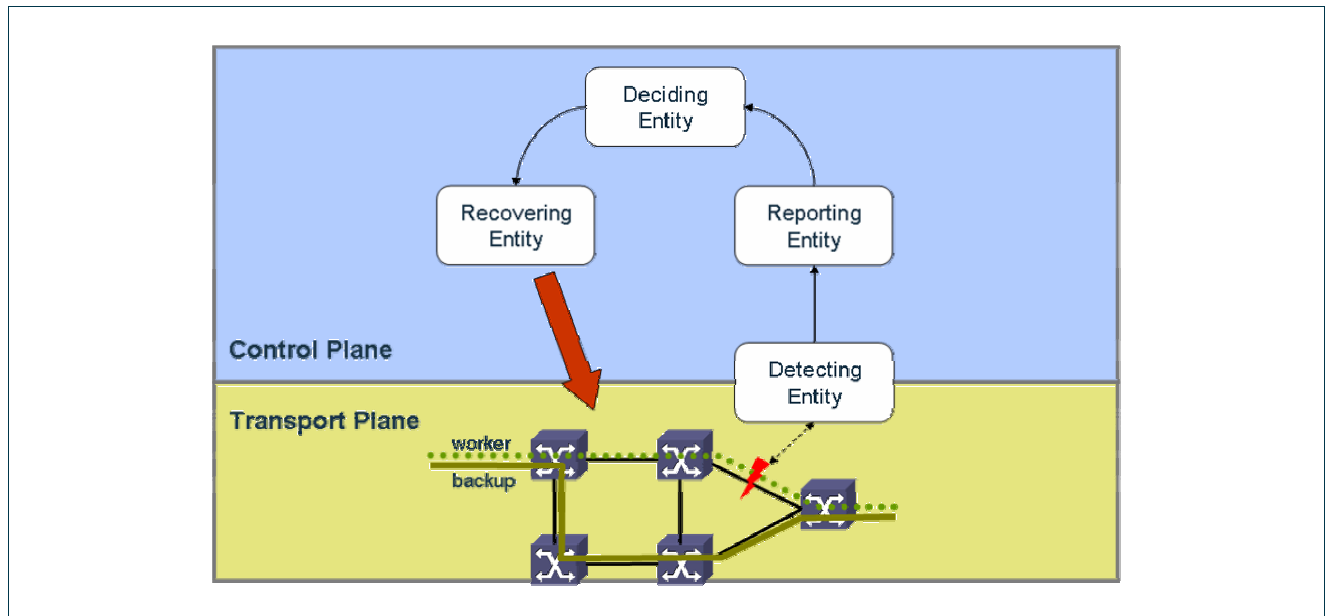 Deciding
Entity
Recovering
Entity
Reporting
Entity
Control Plane
Detecting
Entity
Transport Plane
worker
backup